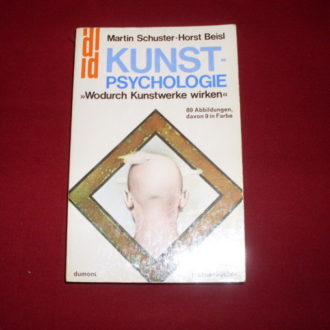 Martin Schuster·Horst Beisl
KUNST-
PSYCHOLOGIE
»Wodurch Kunstwerke wirken«
89 Abbildungen,
davon 9 in Farbe
dumont